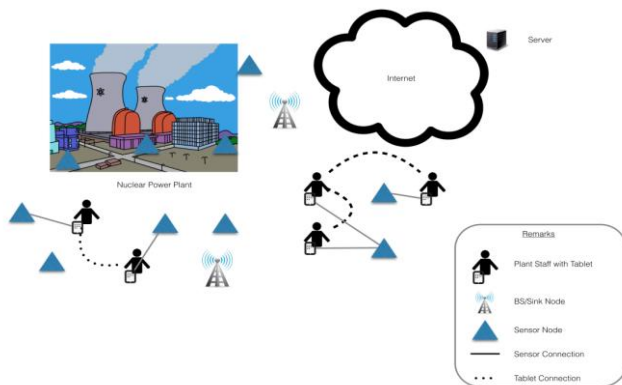 Server
Internet
Nuclear Power Plant
Remarks
Plant Staff with Tablet
BS/Sink Node
Sensor Node
Sensor Connection
Tablet Connection